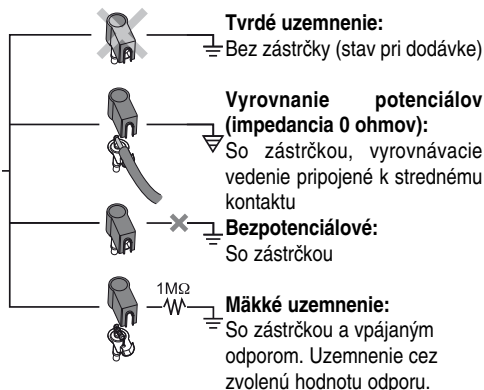 Tvrdé uzemnenie:
Bez zástrčky (stav pri dodávke)
Vyrovnanie potenciálov
(impedancia 0 ohmov):
So zástrčkou, vyrovnávacie
vedenie pripojené k strednému
kontaktu
Bezpotenciálové:
So zástrčkou
1MΩ
Mäkké uzemnenie:
So zástrčkou a vpájaným
odporom. Uzemnenie cez
zvolenú hodnotu odporu.